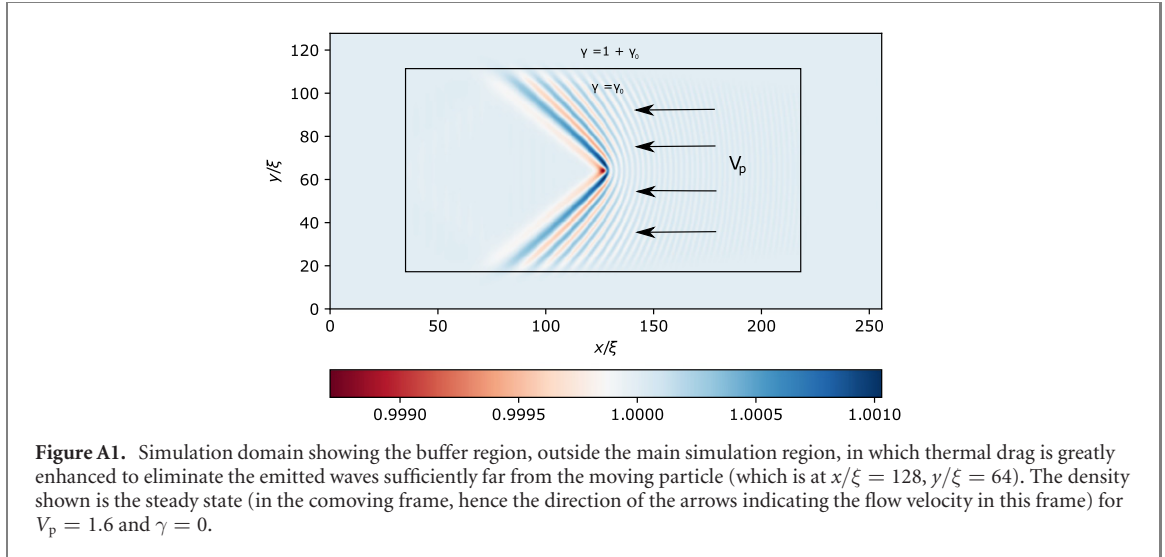 120
100
80
60
40
20
0
y/ξ
γ =1 + γ₀
γ =γ₀
Vp
0 50 100 150 200 250
x/ξ
0.9990 0.9995 1.0000 1.0005 1.0010
Figure A1. Simulation domain showing the buffer region, outside the main simulation region, in which thermal drag is greatly
enhanced to eliminate the emitted waves sufficiently far from the moving particle (which is at x/ξ = 128, y/ξ = 64). The density
shown is the steady state (in the comoving frame, hence the direction of the arrows indicating the flow velocity in this frame) for
Vp = 1.6 and γ = 0.